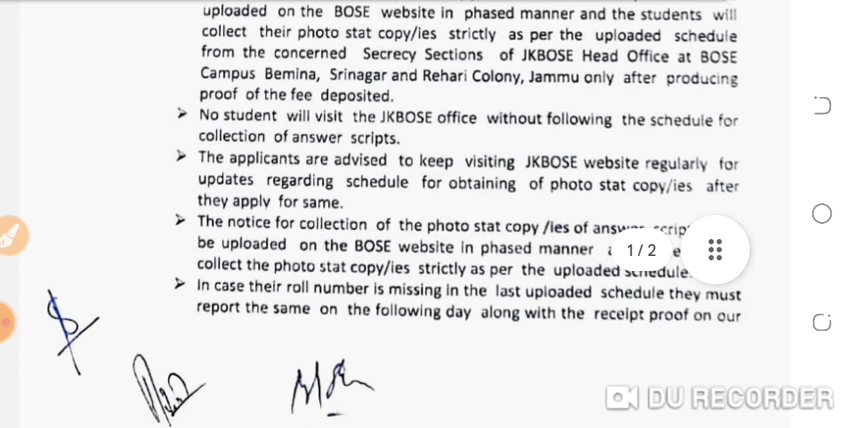 uploaded on the BOSE website in phased manner and the students will
collect their photo stat copy/ies strictly as per the uploaded schedule
from the concerned Secrecy Sections of JKBOSE Head Office at BOSE
Campus Bemina, Srinagar and Rehari Colony, Jammu only after producing
proof of the fee deposited.
➤ No student will visit the JKBOSE office without following the schedule for
collection of answer scripts.
➤ The applicants are advised to keep visiting JKBOSE website regularly for
updates regarding schedule for obtaining of photo stat copy/ies after
they apply for same.
➤ The notice for collection of the photo stat copy /ies of
be uploaded on the BOSE website in phased manner
1/2
collect the photo stat copy/ies strictly as per the uploaded schedule.
➤ In case their roll number is missing in the last uploaded schedule they must
report the same on the following day along with the receipt proof on our
DU RECORDER